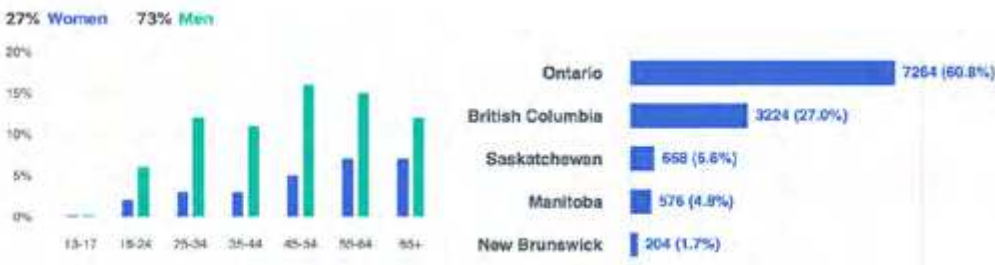 27% Women 73% Men
20%
15%
10%
5%
0%
13-17 18-24 25-34 35-44 45-54 55-64 65+
Ontario 7264 (60.8%)
British Columbia 3224 (27.0%)
Saskatchewan 668 (5.6%)
Manitoba 576 (4.8%)
New Brunswick 204 (1.7%)